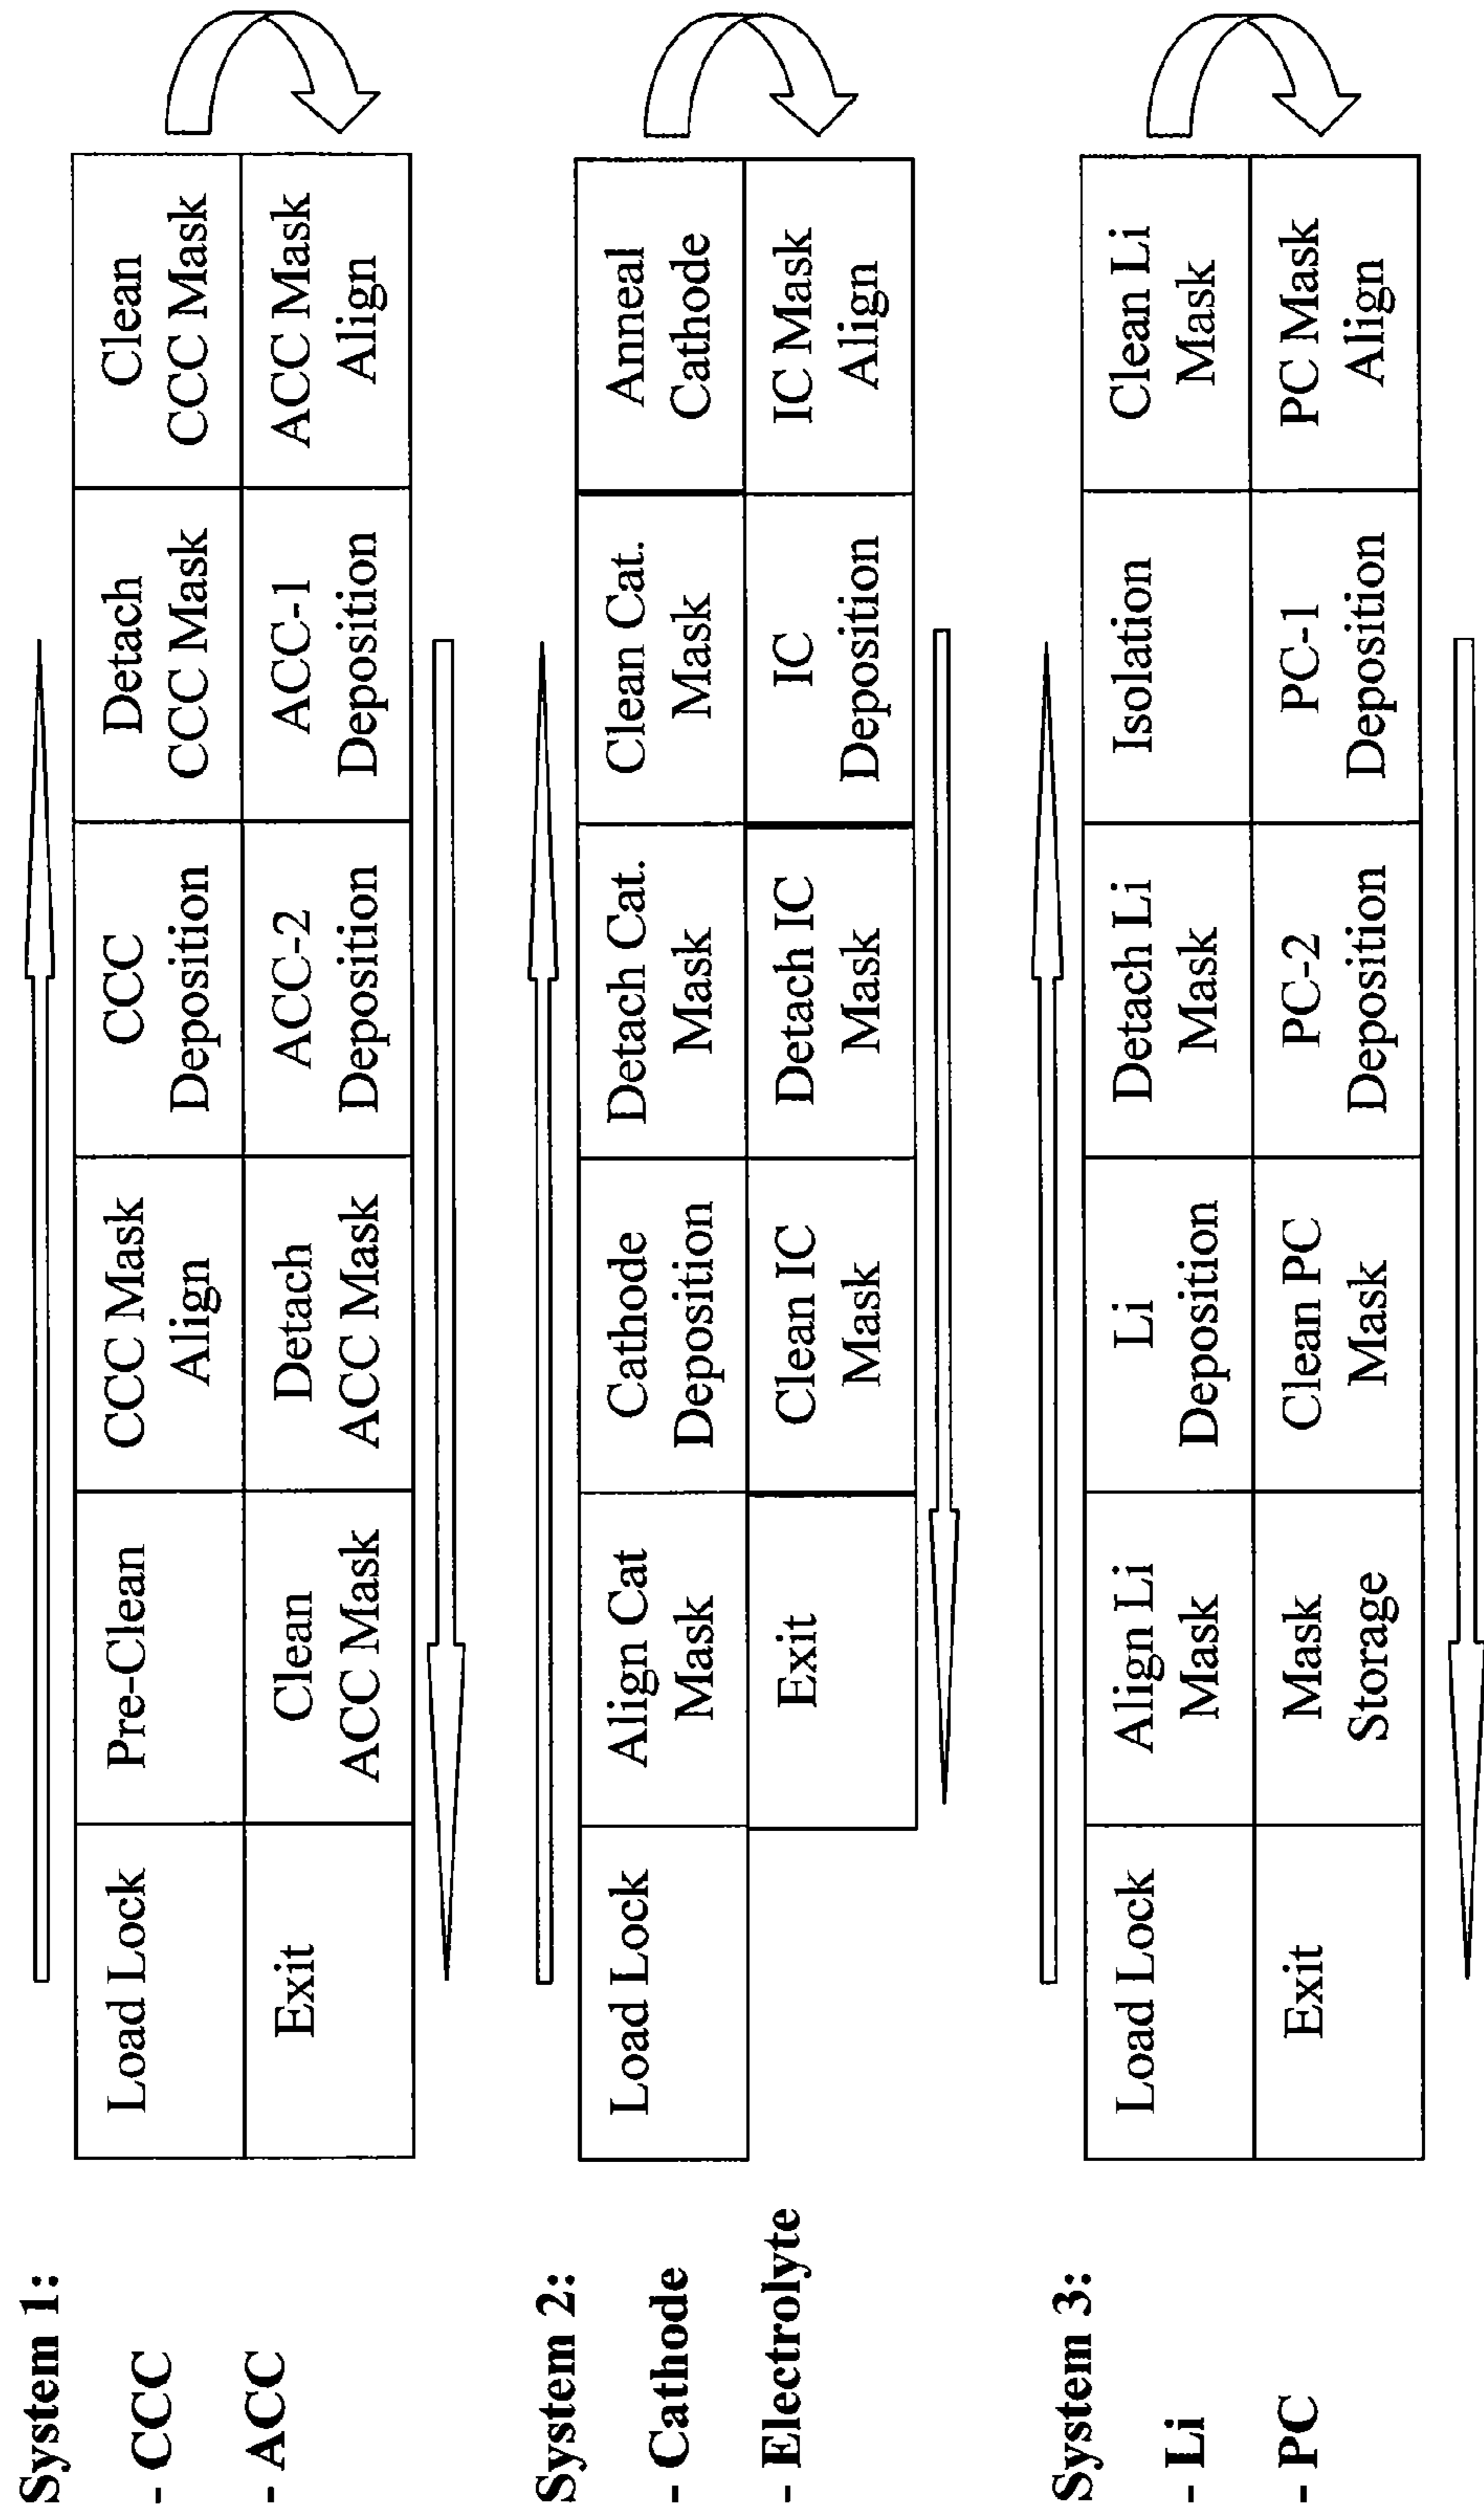 System 1:
- CCC
- ACC
Load Lock
Pre-Clean
CCC Mask
Align
CCC
Deposition
Detach
CCC Mask
Clean
CCC Mask
Exit
Clean
ACC Mask
Detach
ACC Mask
ACC-2
Deposition
ACC-1
Deposition
ACC Mask
Align
System 2:
- Cathode
- Electrolyte
Load Lock
Align Cat
Mask
Cathode
Deposition
Detach Cat.
Mask
Clean Cat.
Mask
Anneal
Cathode
Exit
Clean IC
Mask
Detach IC
Mask
IC
Deposition
IC Mask
Align
System 3:
- Li
- PC
Load Lock
Align Li
Mask
Li
Deposition
Detach Li
Mask
Isolation
Clean Li
Mask
Exit
Mask
Storage
Clean PC
Mask
PC-2
Deposition
PC-1
Deposition
PC Mask
Align